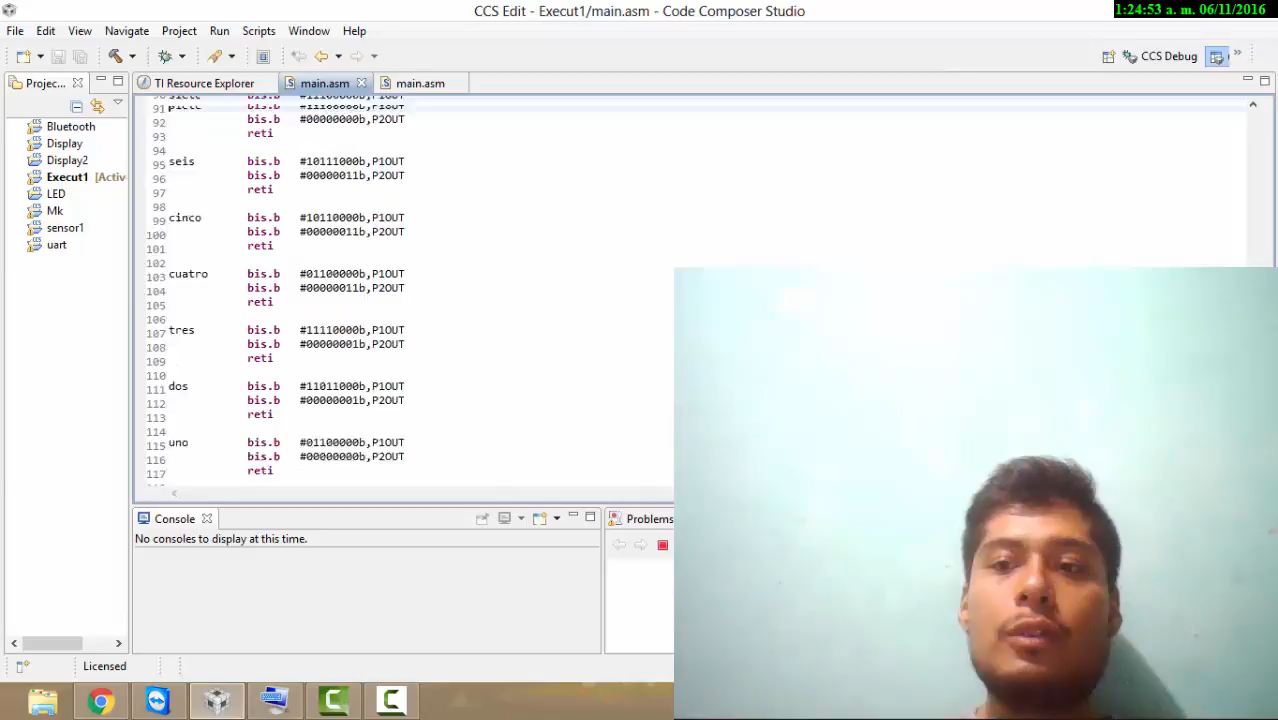 CCS Edit - Execut1/main.asm - Code Composer Studio
1:24:53 a. m. 06/11/2016
File Edit View Navigate Project Run Scripts Window Help
CCS Debug
Projec...
TI Resource Explorer
main.asm
main.asm
Bluetooth
Display
Display2
Execut1 [Activ
LED
Mk
sensor1
uart
91
92 bis.b #00000000b,P2OUT
93 reti
94
95 seis bis.b #10111000b,P1OUT
96 bis.b #00000011b,P2OUT
97 reti
98
99 cinco bis.b #10110000b,P1OUT
100 bis.b #00000011b,P2OUT
101 reti
102
103 cuatro bis.b #01100000b,P1OUT
104 bis.b #00000011b,P2OUT
105 reti
106
107 tres bis.b #11110000b,P1OUT
108 bis.b #00000001b,P2OUT
109 reti
110
111 dos bis.b #11011000b,P1OUT
112 bis.b #00000001b,P2OUT
113 reti
114
115 uno bis.b #01100000b,P1OUT
116 bis.b #00000000b,P2OUT
117 reti
Console
No consoles to display at this time.
Problems
Licensed